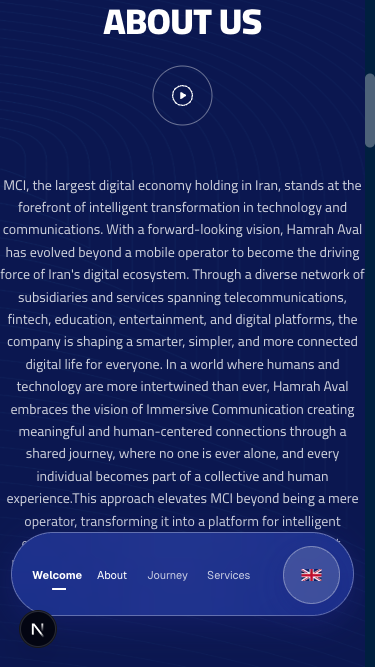 ABOUT US
MCI, the largest digital economy holding in Iran, stands at the
forefront of intelligent transformation in technology and
communications. With a forward-looking vision, Hamrah Aval
has evolved beyond a mobile operator to become the driving
force of Iran's digital ecosystem. Through a diverse network of
subsidiaries and services spanning telecommunications,
fintech, education, entertainment, and digital platforms, the
company is shaping a smarter, simpler, and more connected
digital life for everyone. In a world where humans and
technology are more intertwined than ever, Hamrah Aval
embraces the vision of Immersive Communication creating
meaningful and human-centered connections through a
shared journey, where no one is ever alone, and every
individual becomes part of a collective and human
experience.This approach elevates MCI beyond being a mere
operator, transforming it into a platform for intelligent
Welcome About Journey Services
N